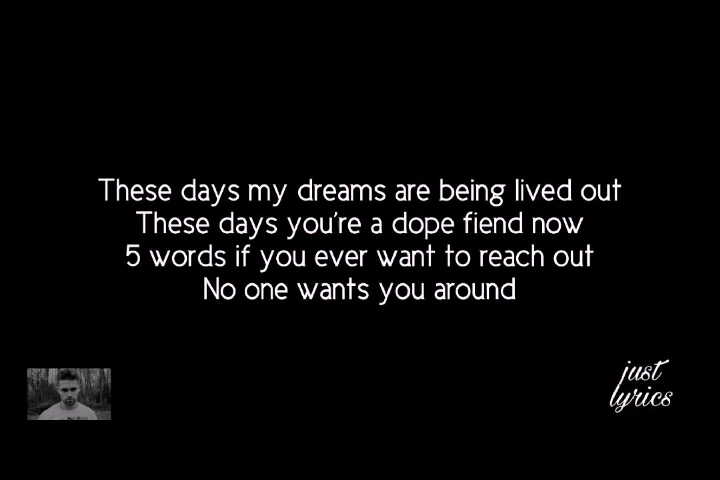 These days my dreams are being lived out
These days you're a dope fiend now
5 words if you ever want to reach out
No one wants you around
just
lyrics